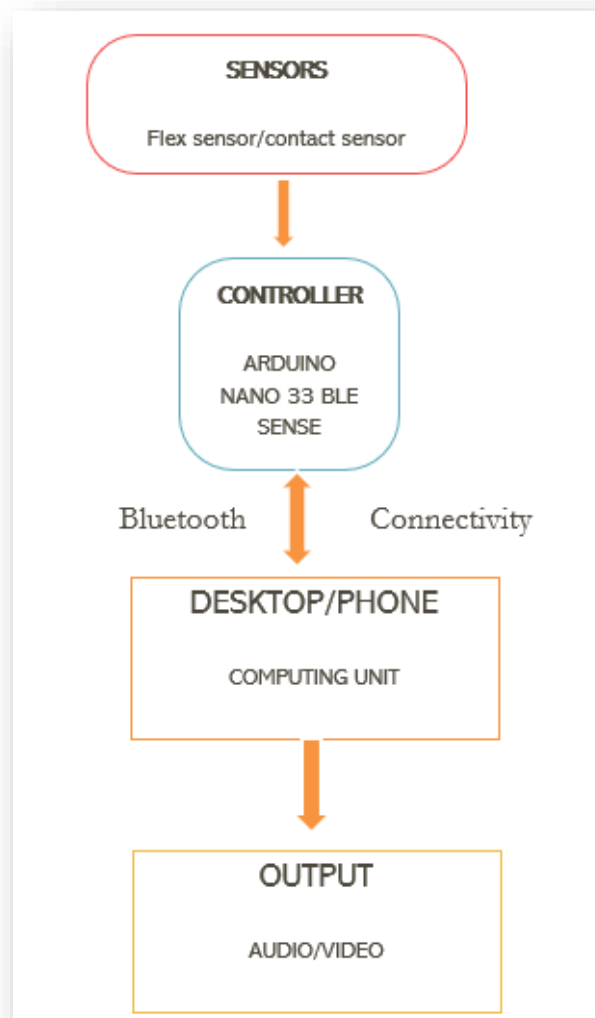 SENSORS
Flex sensor/contact sensor
CONTROLLER
ARDUINO
NANO 33 BLE
SENSE
Bluetooth Connectivity
DESKTOP/PHONE
COMPUTING UNIT
OUTPUT
AUDIO/VIDEO